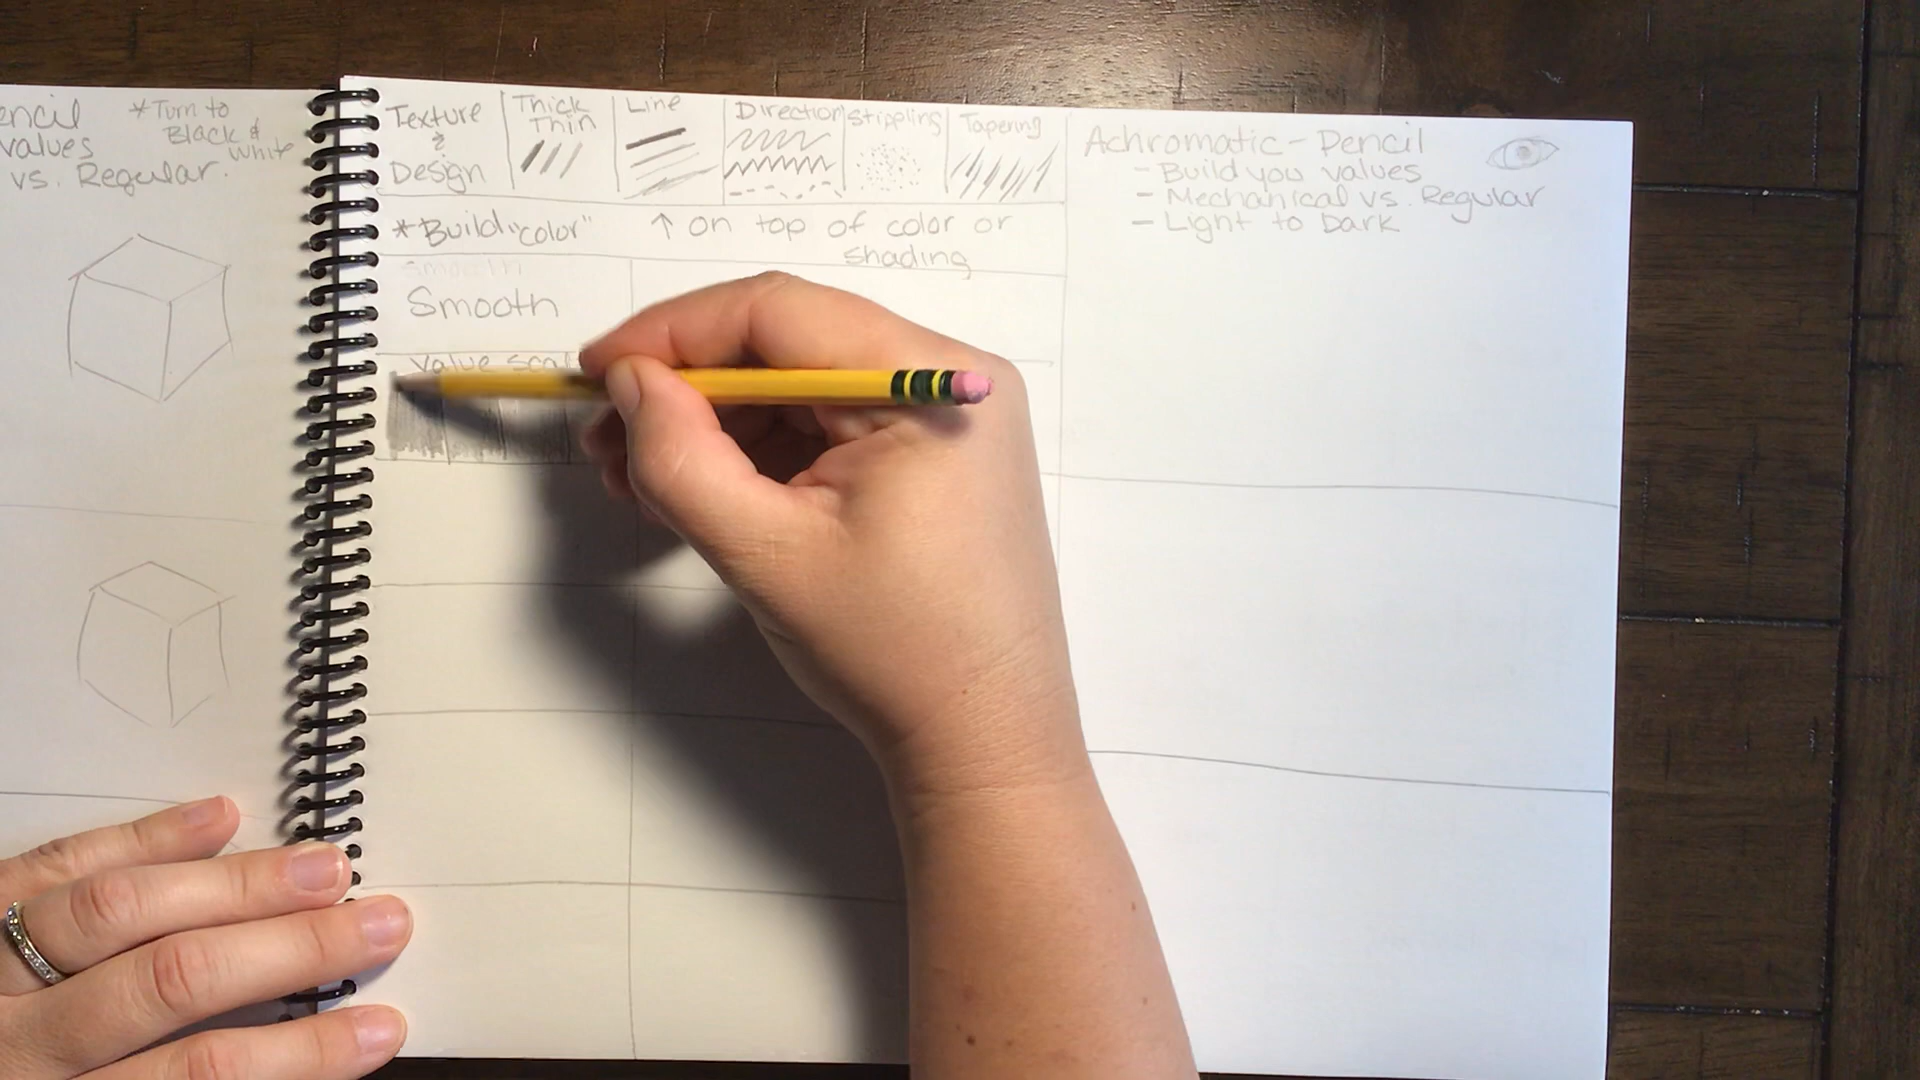 encil
values
vs. Regular.
*Turn to
Black &
white
Texture
&
Design
Thick
Thin
Line
Direction
Stippling
Tapering
*Build "color"
↑ on top of color or
shading
smooth
Smooth
Value scal
Achromatic - Pencil
- Build you values
- Mechanical vs. Regular
- Light to Dark